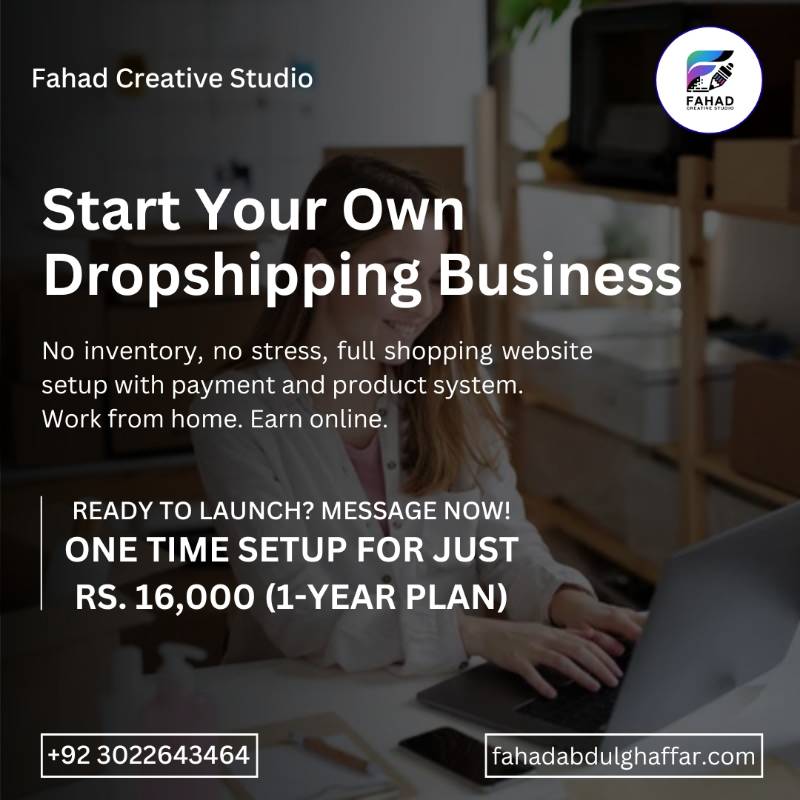 Fahad Creative Studio
FAHAD
CREATIVE STUDIO
Start Your Own
Dropshipping Business
No inventory, no stress, full shopping website
setup with payment and product system.
Work from home. Earn online.
READY TO LAUNCH? MESSAGE NOW!
ONE TIME SETUP FOR JUST
RS. 16,000 (1-YEAR PLAN)
+92 3022643464
fahadabdulghaffar.com